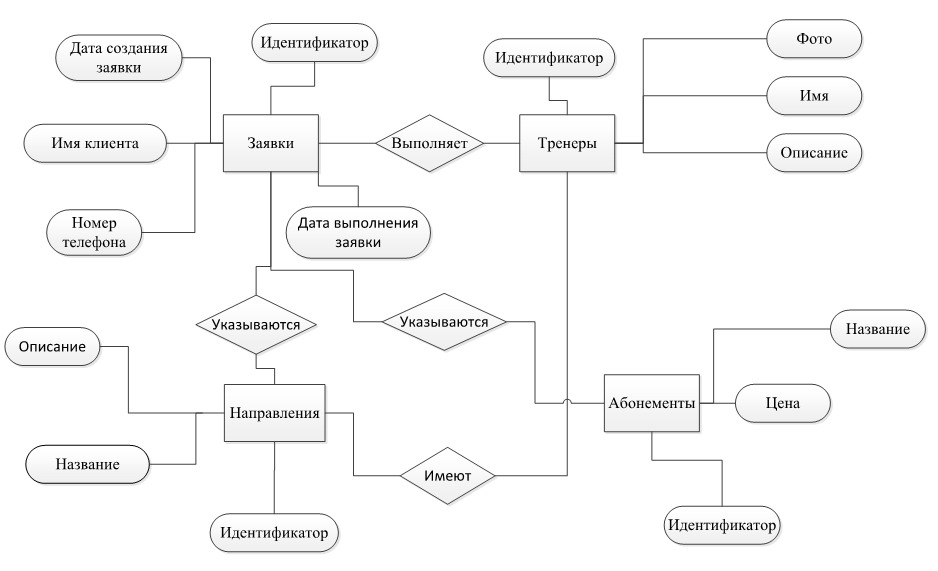 Дата создания
заявки
Идентификатор
Идентификатор
Фото
Имя
Описание
Имя клиента
Заявки
Выполняет
Тренеры
Номер
телефона
Дата выполнения
заявки
Указываются
Указываются
Описание
Название
Направления
Абонементы
Цена
Название
Имеют
Идентификатор
Идентификатор